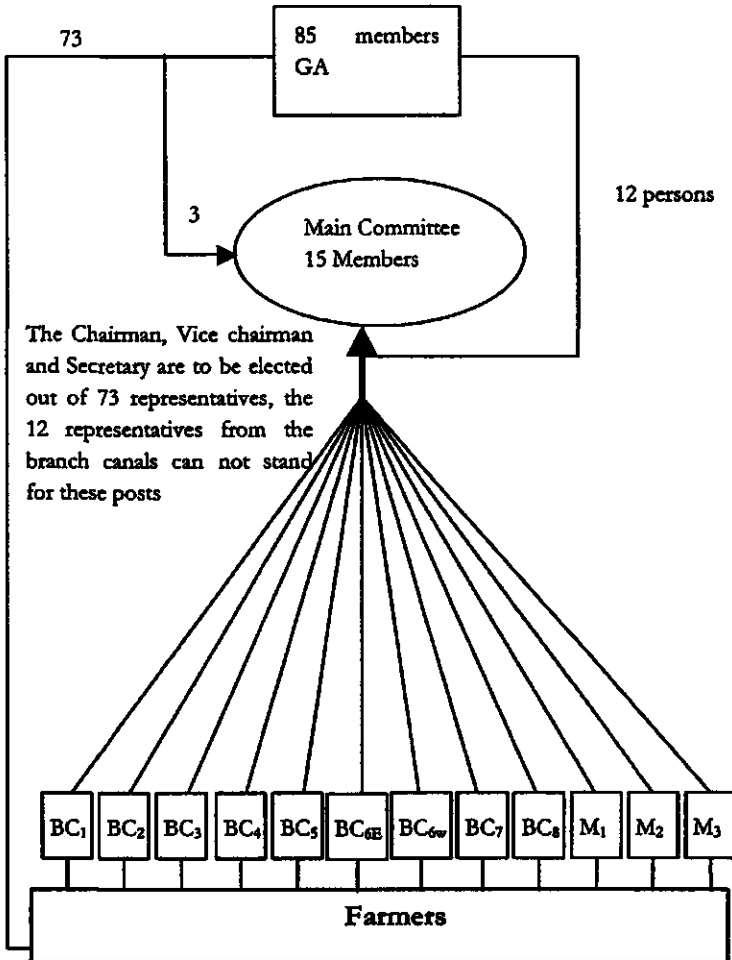 73
85 members
GA
12 persons
3
Main Committee
15 Members
The Chairman, Vice chairman
and Secretary are to be elected
out of 73 representatives, the
12 representatives from the
branch canals can not stand
for these posts
BC₁ BC₂ BC₃ BC₄ BC₅ BC₆E BC₆w BC₇ BC₈ M₁ M₂ M₃
Farmers